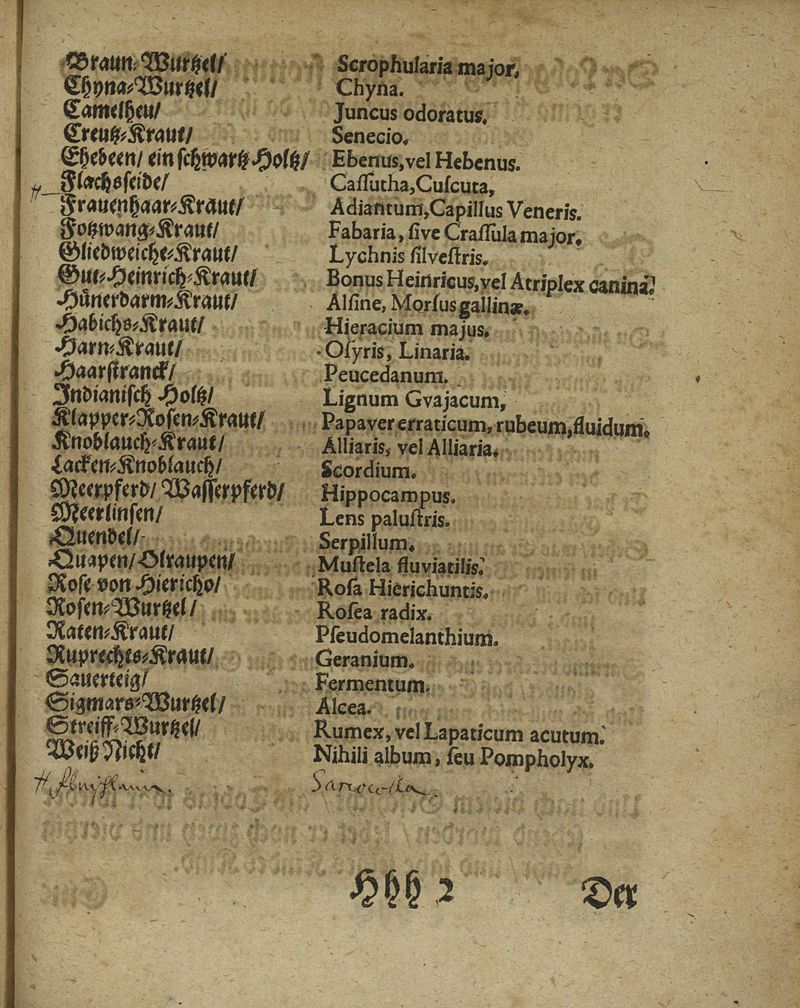 Braun-Wurtzel/ Scrophularia major.
Chyna-Wurtzel/ Chyna.
Camelheu/ Juncus odoratus.
Creutz-Kraut/ Senecio.
Ehebeen/ ein schwartz Holtz/ Ebenus, vel Hebenus.
Flachsseide/ Caſſutha, Cuſcuta,
Frauenhaar-Kraut/ Adiantum, Capillus Veneris.
Fotzwang-Kraut/ Fabaria, ſive Craſſula major.
Gliedweiche-Kraut/ Lychnis ſilveſtris.
Gut-Heinrich-Kraut/ Bonus Heinricus, vel Atriplex canina.
Hünerdarm-Kraut/ Alſine, Morſus gallinæ.
Habichs-Kraut/ Hieracium majus.
Harn-Kraut/ Oſyris, Linaria.
Haarſtranck/ Peucedanum.
Indianiſch Holtz/ Lignum Gvajacum,
Klapper-Roſen-Kraut/ Papaver erraticum, rubeum, fluidum.
Knoblauch-Kraut/ Alliaris, vel Alliaria.
Lacken-Knoblauch/ Scordium.
Meerpferd/ Waſſerpferd/ Hippocampus.
Meerlinſen/ Lens paluſtris.
Quendel/ Serpillum.
Quapen/ Olraupen/ Muſtela fluviatilis.
Roſe von Hiericho/ Roſa Hierichuntis.
Roſen-Wurtzel/ Roſea radix.
Raten-Kraut/ Pſeudomelanthium.
Ruprechts-Kraut/ Geranium.
Sauerteig/ Fermentum.
Sigmars-Wurtzel/ Alcea.
Streiff-Wurtzel/ Rumex, vel Lapaticum acutum.
Weiß Nicht/ Nihili album, ſeu Pompholyx.
Hhh 2 Der